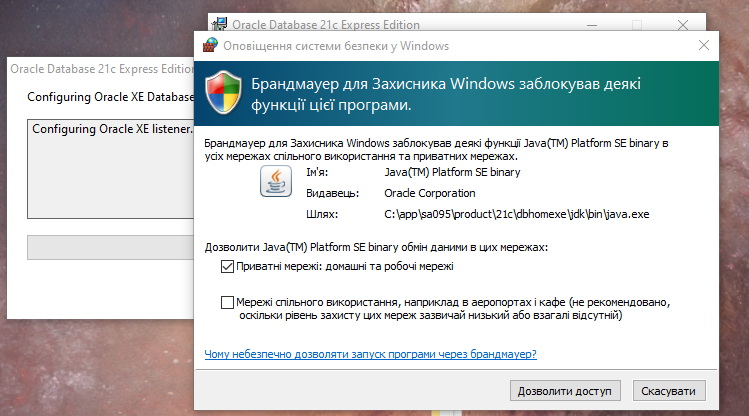 Oracle Database 21c Express Edition
Оповіщення системи безпеки у Windows
Oracle Database 21c Express Edition
Configuring Oracle XE Database
Configuring Oracle XE listener.
Брандмауер для Захисника Windows заблокував деякі
функції цієї програми.
Брандмауер для Захисника Windows заблокував деякі функції Java(TM) Platform SE binary в
усіх мережах спільного використання та приватних мережах.
Ім'я: Java(TM) Platform SE binary
Видавець: Oracle Corporation
Шлях: C:\app\sa095\product\21c\dbhomexe\jdk\bin\java.exe
Дозволити Java(TM) Platform SE binary обмін даними в цих мережах:
Приватні мережі: домашні та робочі мережі
Мережі спільного використання, наприклад в аеропортах і кафе (не рекомендовано,
оскільки рівень захисту цих мереж зазвичай низький або взагалі відсутній)
Чому небезпечно дозволяти запуск програми через брандмауер?
Дозволити доступ
Скасувати